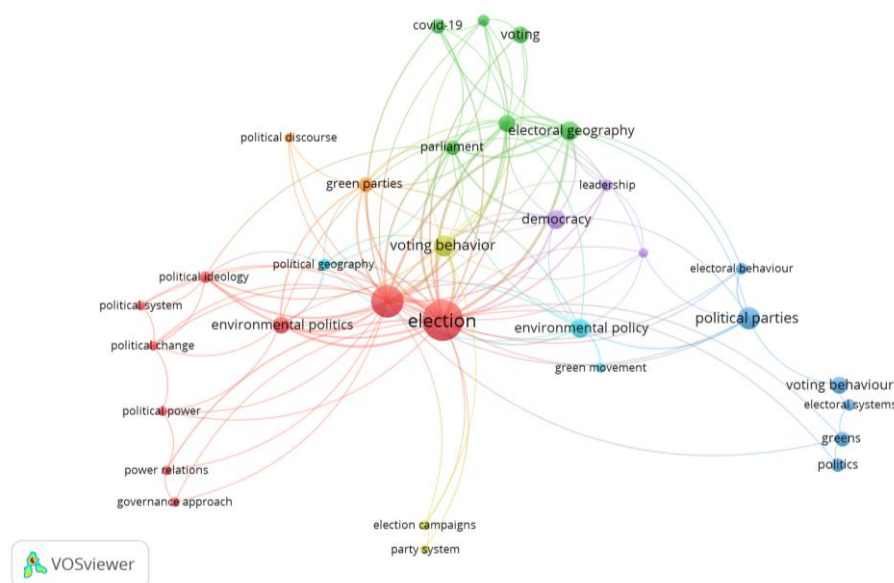 covid-19
voting
electoral geography
political discourse
parliament
green parties
leadership
democracy
voting behavior
political geography
electoral behaviour
political ideology
political system
environmental politics
election
environmental policy
political parties
political change
green movement
voting behaviour
electoral systems
political power
greens
politics
power relations
governance approach
election campaigns
party system
VOSviewer